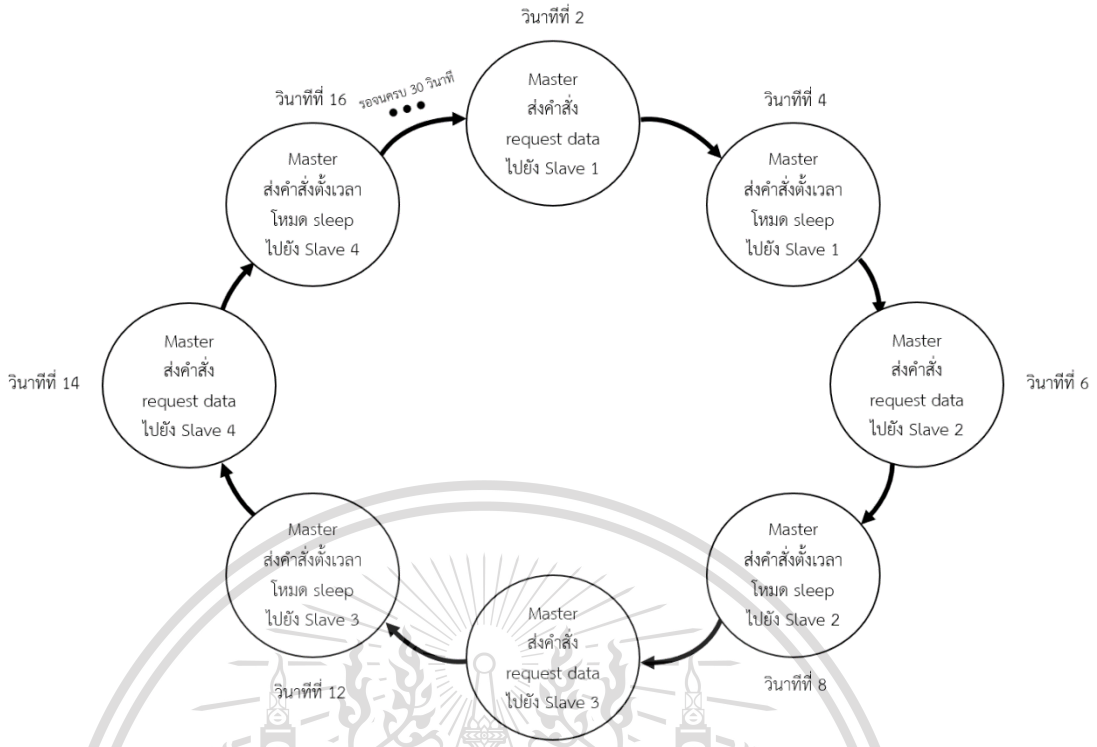 วินาทีที่ 2
Master
ส่งคำสั่ง
request data
ไปยัง Slave 1
วินาทีที่ 4
Master
ส่งคำสั่งตั้งเวลา
โหมด sleep
ไปยัง Slave 1
วินาทีที่ 6
Master
ส่งคำสั่ง
request data
ไปยัง Slave 2
วินาทีที่ 8
Master
ส่งคำสั่งตั้งเวลา
โหมด sleep
ไปยัง Slave 2
Master
ส่งคำสั่ง
request data
ไปยัง Slave 3
วินาทีที่ 12
Master
ส่งคำสั่งตั้งเวลา
โหมด sleep
ไปยัง Slave 3
วินาทีที่ 14
Master
ส่งคำสั่ง
request data
ไปยัง Slave 4
วินาทีที่ 16
Master
ส่งคำสั่งตั้งเวลา
โหมด sleep
ไปยัง Slave 4
รอจนครบ 30 วินาที